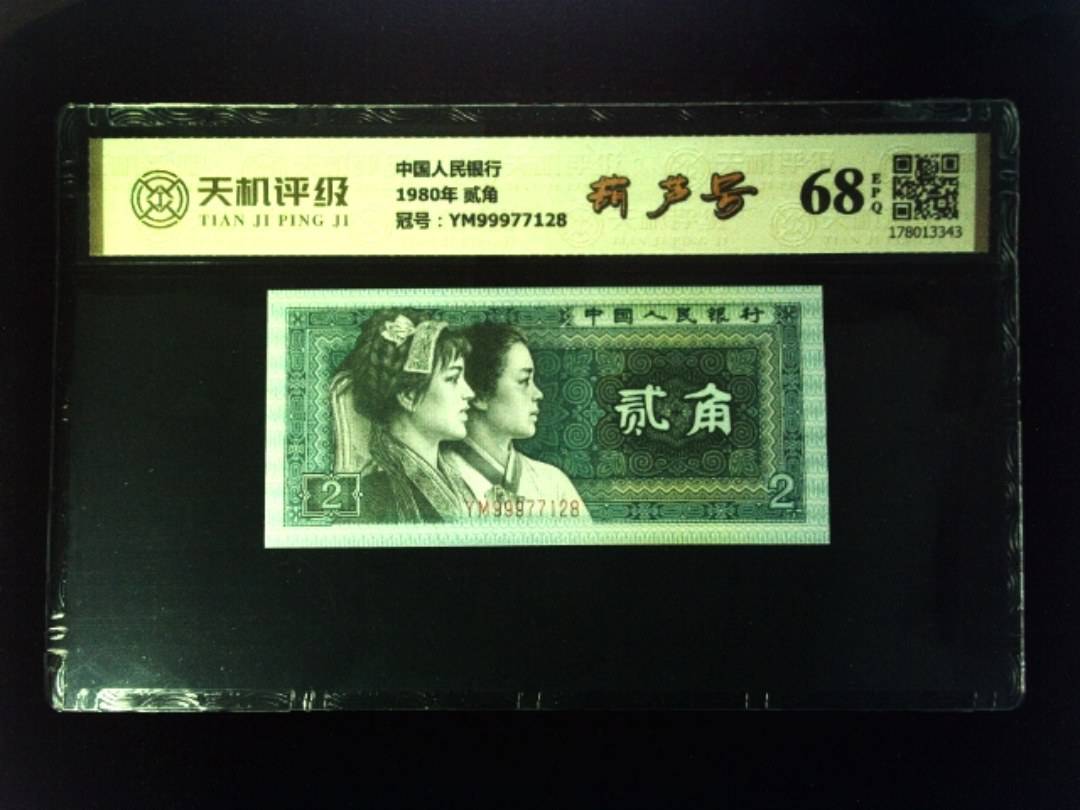 天机评级
TIAN JI PING JI
中国人民银行
1980年 贰角
冠号：YM99977128
葫芦号
68 EPQ
178013343
中国人民银行
贰角
2
YM99977128
2